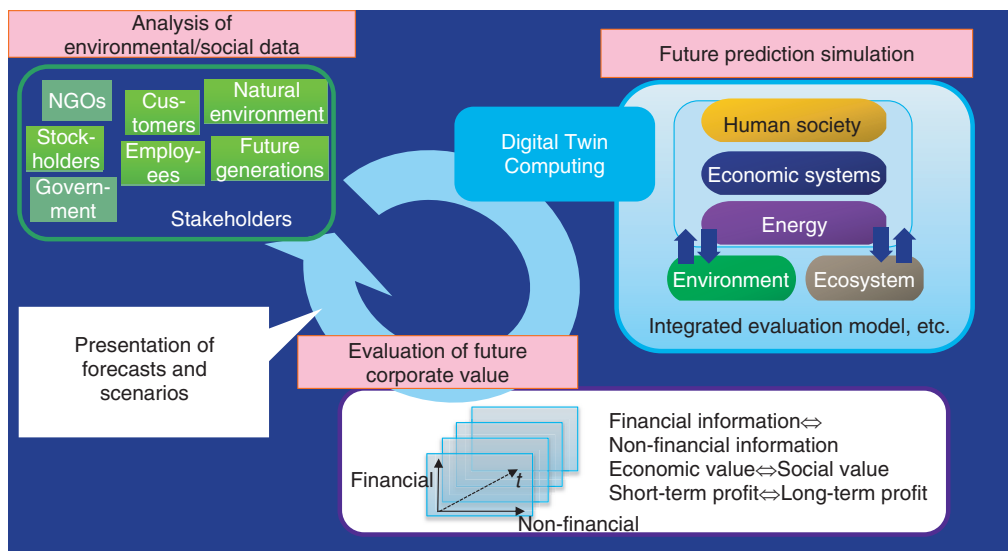 Analysis of
environmental/social data
NGOs
Cus-
tomers
Natural
environment
Stock-
holders
Employ-
ees
Future
generations
Govern-
ment
Stakeholders
Digital Twin
Computing
Future prediction simulation
Human society
Economic systems
Energy
Environment
Ecosystem
Integrated evaluation model, etc.
Presentation of
forecasts and
scenarios
Evaluation of future
corporate value
Financial
t
Non-financial
Financial information⇔
Non-financial information
Economic value⇔Social value
Short-term profit⇔Long-term profit